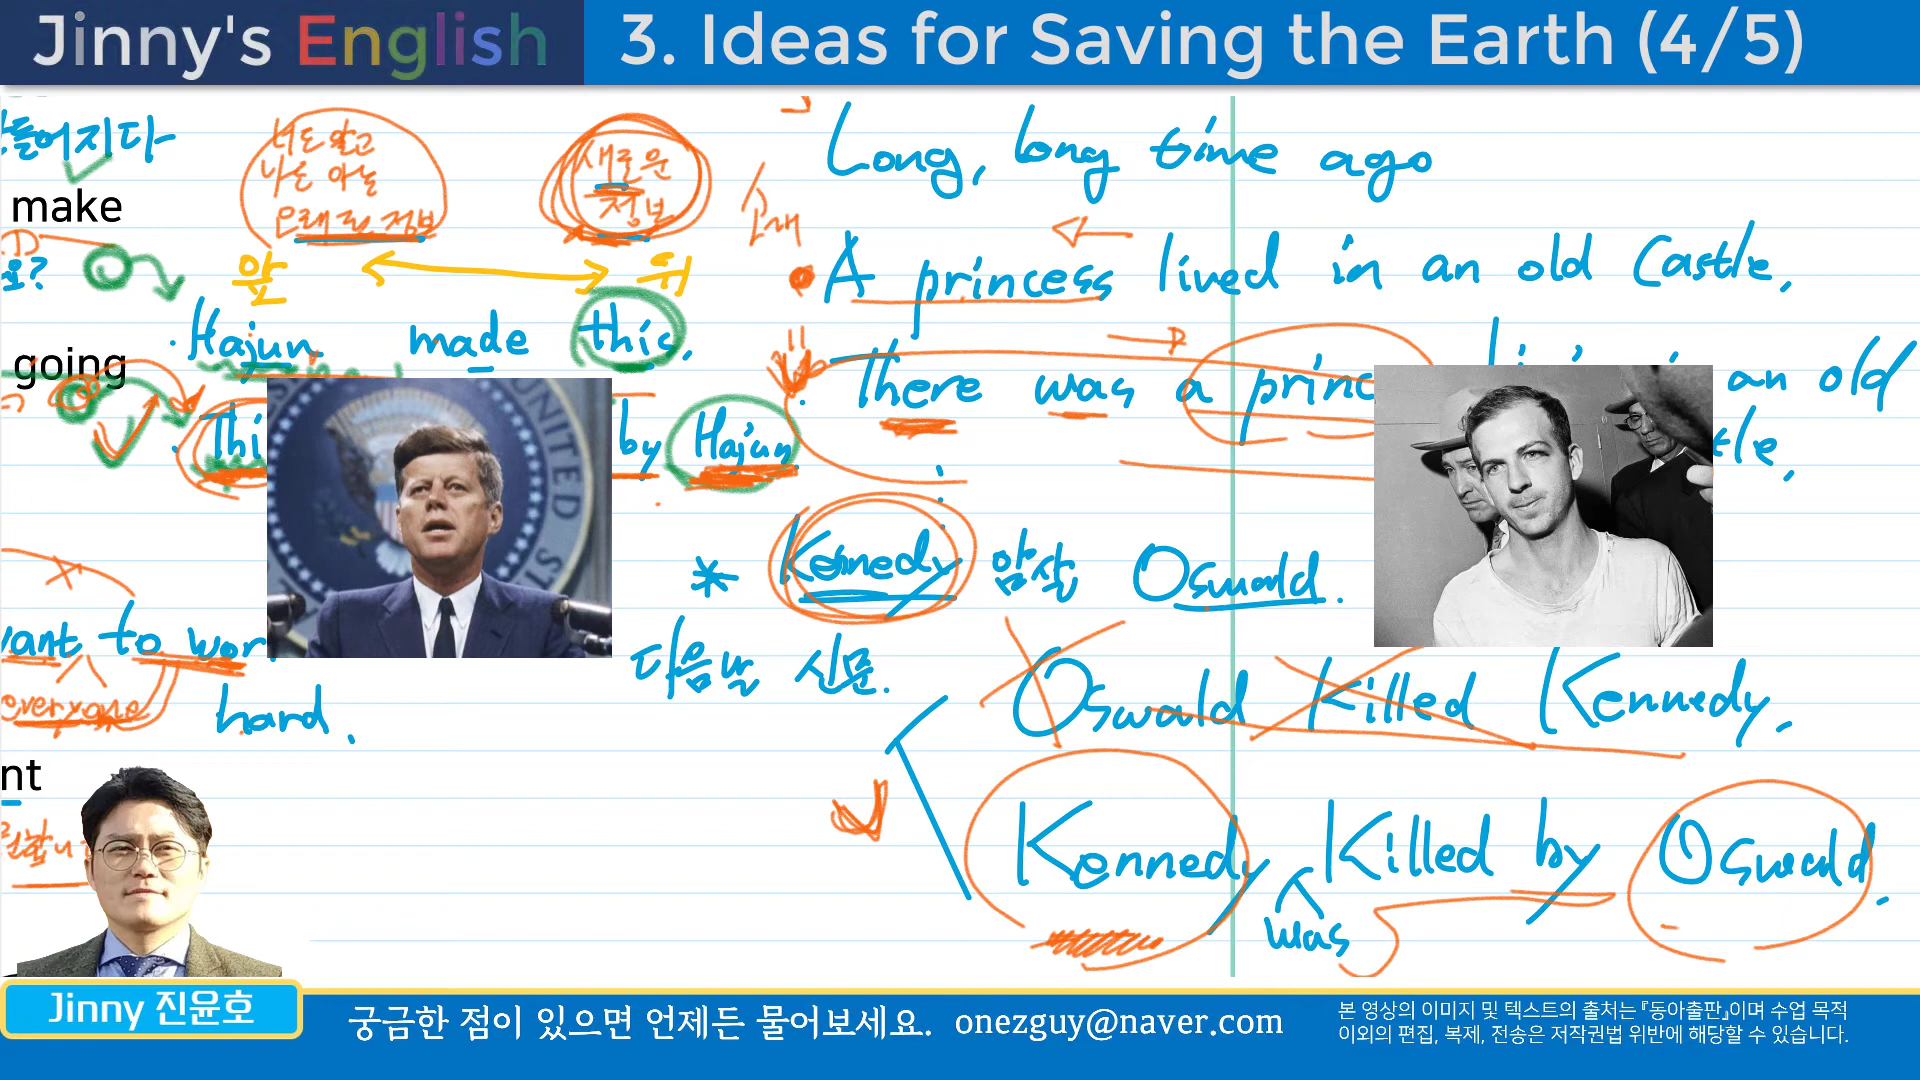 Jinny's English
3. Ideas for Saving the Earth (4/5)
들어지다
make
요?
going
너도 알고
나도 아는
오래된 정보
새로운
정보
소재
앞
뒤
Hajun made this.
by Hajun
want to wor
everyone
hard.
nt
Long, long time ago
A princess lived in an old Castle.
There was a princ
an old
tle.
* Kennedy 암살 Oswald.
다음날 신문.
Oswald Killed Kennedy.
Kennedy Killed by Oswald.
was
Jinny 진윤호
궁금한 점이 있으면 언제든 물어보세요. onezguy@naver.com
본 영상의 이미지 및 텍스트의 출처는 『동아출판』이며 수업 목적
이외의 편집, 복제, 전송은 저작권법 위반에 해당할 수 있습니다.